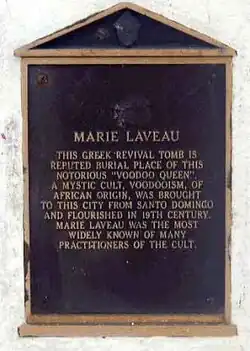 MARIE LAVEAU
THIS GREEK REVIVAL TOMB IS
REPUTED BURIAL PLACE OF THIS
NOTORIOUS "VOODOO QUEEN".
A MYSTIC CULT, VOODOOISM, OF
AFRICAN ORIGIN, WAS BROUGHT
TO THIS CITY FROM SANTO DOMINGO
AND FLOURISHED IN 19TH CENTURY.
MARIE LAVEAU WAS THE MOST
WIDELY KNOWN OF MANY
PRACTITIONERS OF THE CULT.